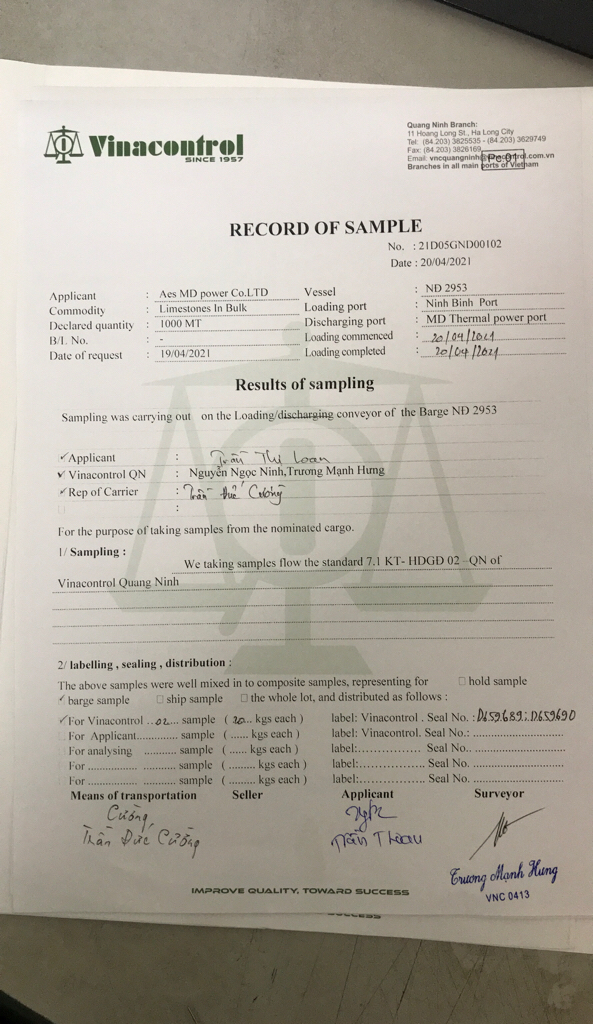 Vinacontrol
SINCE 1957
Quang Ninh Branch:
11 Hoang Long St., Ha Long City
Tel: (84.203) 3825535 - (84.203) 3629749
Fax: (84.203) 3826169
Email: vncquangninh@vinacontrol.com.vn
Branches in all main ports of Vietnam
Pc.01
RECORD OF SAMPLE
No. : 21D05GND00102
Date : 20/04/2021
Applicant : Aes MD power Co.LTD
Commodity : Limestones In Bulk
Declared quantity : 1000 MT
B/L No. : -
Date of request : 19/04/2021
Vessel : NĐ 2953
Loading port : Ninh Binh Port
Discharging port : MD Thermal power port
Loading commenced : 20/04/2021
Loading completed : 20/04/2021
Results of sampling
Sampling was carrying out on the Loading/discharging conveyor of the Barge NĐ 2953
✓ Applicant : Trần Thị Loan
✓ Vinacontrol QN : Nguyễn Ngọc Ninh,Trương Mạnh Hưng
✓ Rep of Carrier : Trần Đức Cường
:
For the purpose of taking samples from the nominated cargo.
1/ Sampling :
We taking samples flow the standard 7.1 KT- HDGĐ 02 –QN of
Vinacontrol Quang Ninh
2/ labelling , sealing , distribution :
The above samples were well mixed in to composite samples, representing for □ hold sample
✓ barge sample □ ship sample □ the whole lot, and distributed as follows :
✓ For Vinacontrol ..02... sample ( 20... kgs each ) label: Vinacontrol . Seal No. : D659689; D659690
□ For Applicant............. sample ( ...... kgs each ) label: Vinacontrol. Seal No.: ........................
□ For analysing ............ sample ( ...... kgs each ) label:................ Seal No.. ........................
□ For ....................... sample ( ......... kgs each ) label:................ Seal No. ........................
□ For ....................... sample ( ......... kgs each ) label:................ Seal No. ........................
Means of transportation Seller Applicant Surveyor
Cường
Trần Đức Cường
Trương Mạnh Hưng
VNC 0413
IMPROVE QUALITY, TOWARD SUCCESS